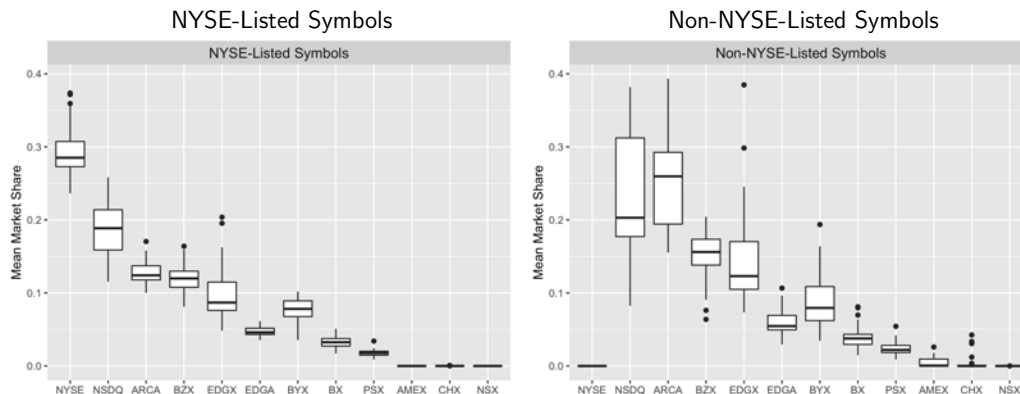 NYSE-Listed Symbols
NYSE-Listed Symbols
0.4
0.3
0.2
0.1
0.0
Mean Market Share
NYSE NSDQ ARCA BZX EDGX EDGA BYX BX PSX AMEX CHX NSX
Non-NYSE-Listed Symbols
Non-NYSE-Listed Symbols
0.4
0.3
0.2
0.1
0.0
Mean Market Share
NYSE NSDQ ARCA BZX EDGX EDGA BYX BX PSX AMEX CHX NSX